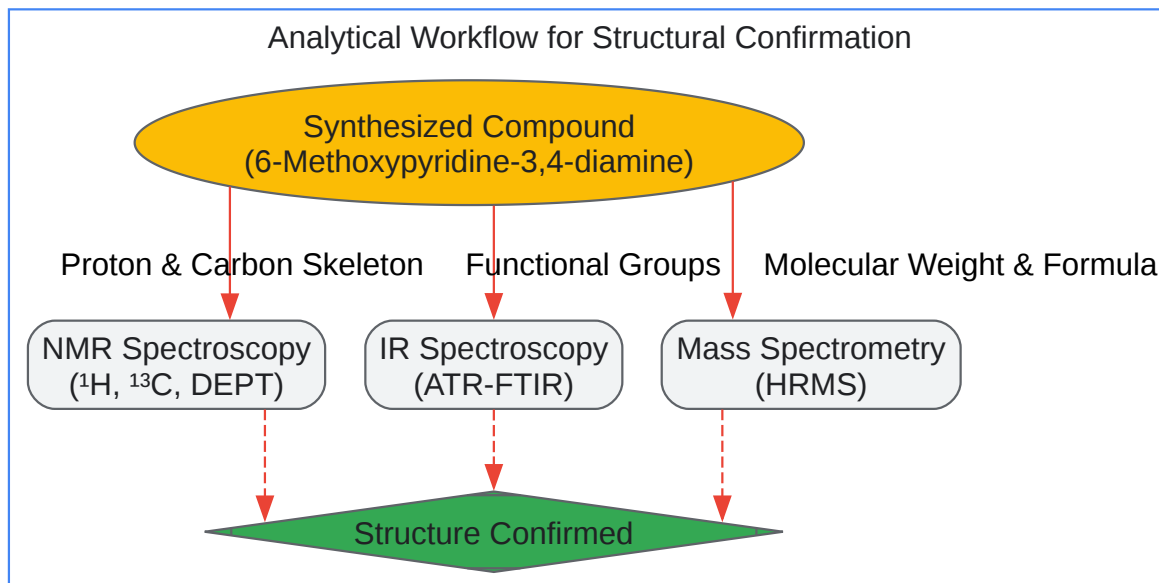 Analytical Workflow for Structural Confirmation
Synthesized Compound
(6-Methoxypyridine-3,4-diamine)
Proton & Carbon Skeleton
Functional Groups
Molecular Weight & Formula
NMR Spectroscopy
(¹H, ¹³C, DEPT)
IR Spectroscopy
(ATR-FTIR)
Mass Spectrometry
(HRMS)
Structure Confirmed